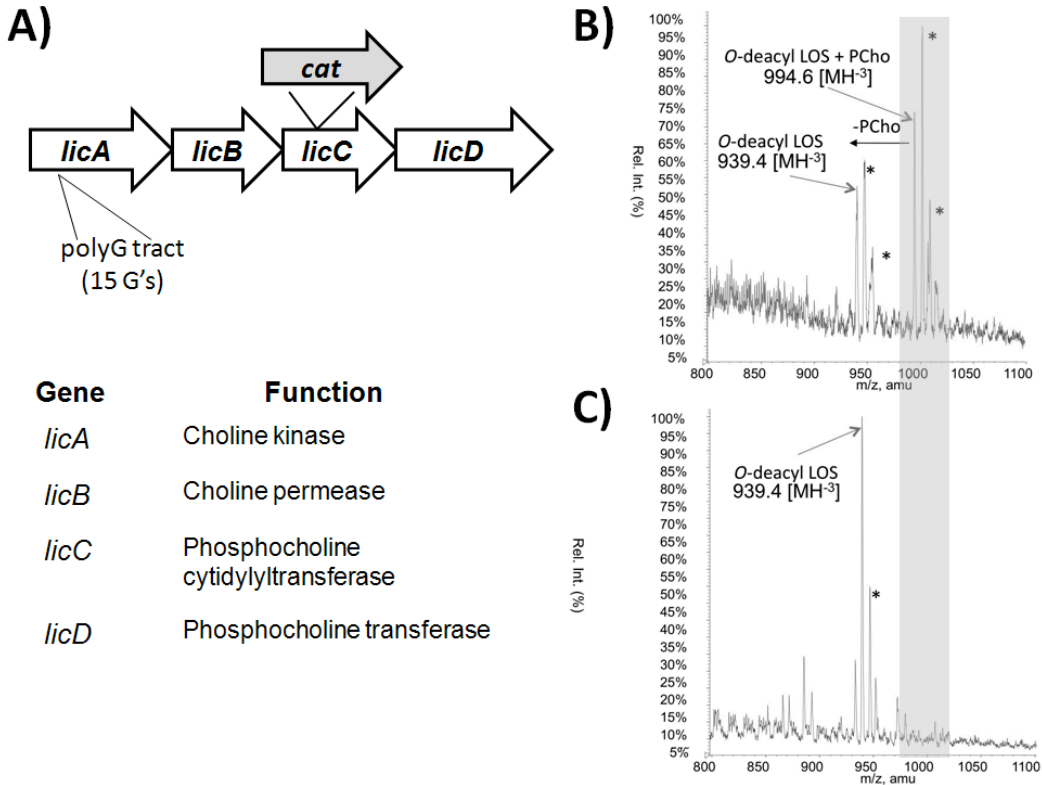 A)
cat
licA licB licC licD
polyG tract
(15 G's)
Gene Function
licA Choline kinase
licB Choline permease
licC Phosphocholine
cytidylyltransferase
licD Phosphocholine transferase
B)
100%
95%
90%
85%
80%
75%
70%
65%
60%
55%
50%
45%
40%
35%
30%
25%
20%
15%
10%
5%
Rel. Int. (%)
O-deacyl LOS + PCho
994.6 [MH-3]
-PCho
O-deacyl LOS
939.4 [MH-3]
*
*
*
*
800 850 900 950 1000 1050 1100
m/z, amu
C)
100%
95%
90%
85%
80%
75%
70%
65%
60%
55%
50%
45%
40%
35%
30%
25%
20%
15%
10%
5%
Rel. Int. (%)
O-deacyl LOS
939.4 [MH-3]
*
800 850 900 950 1000 1050 1100
m/z, amu